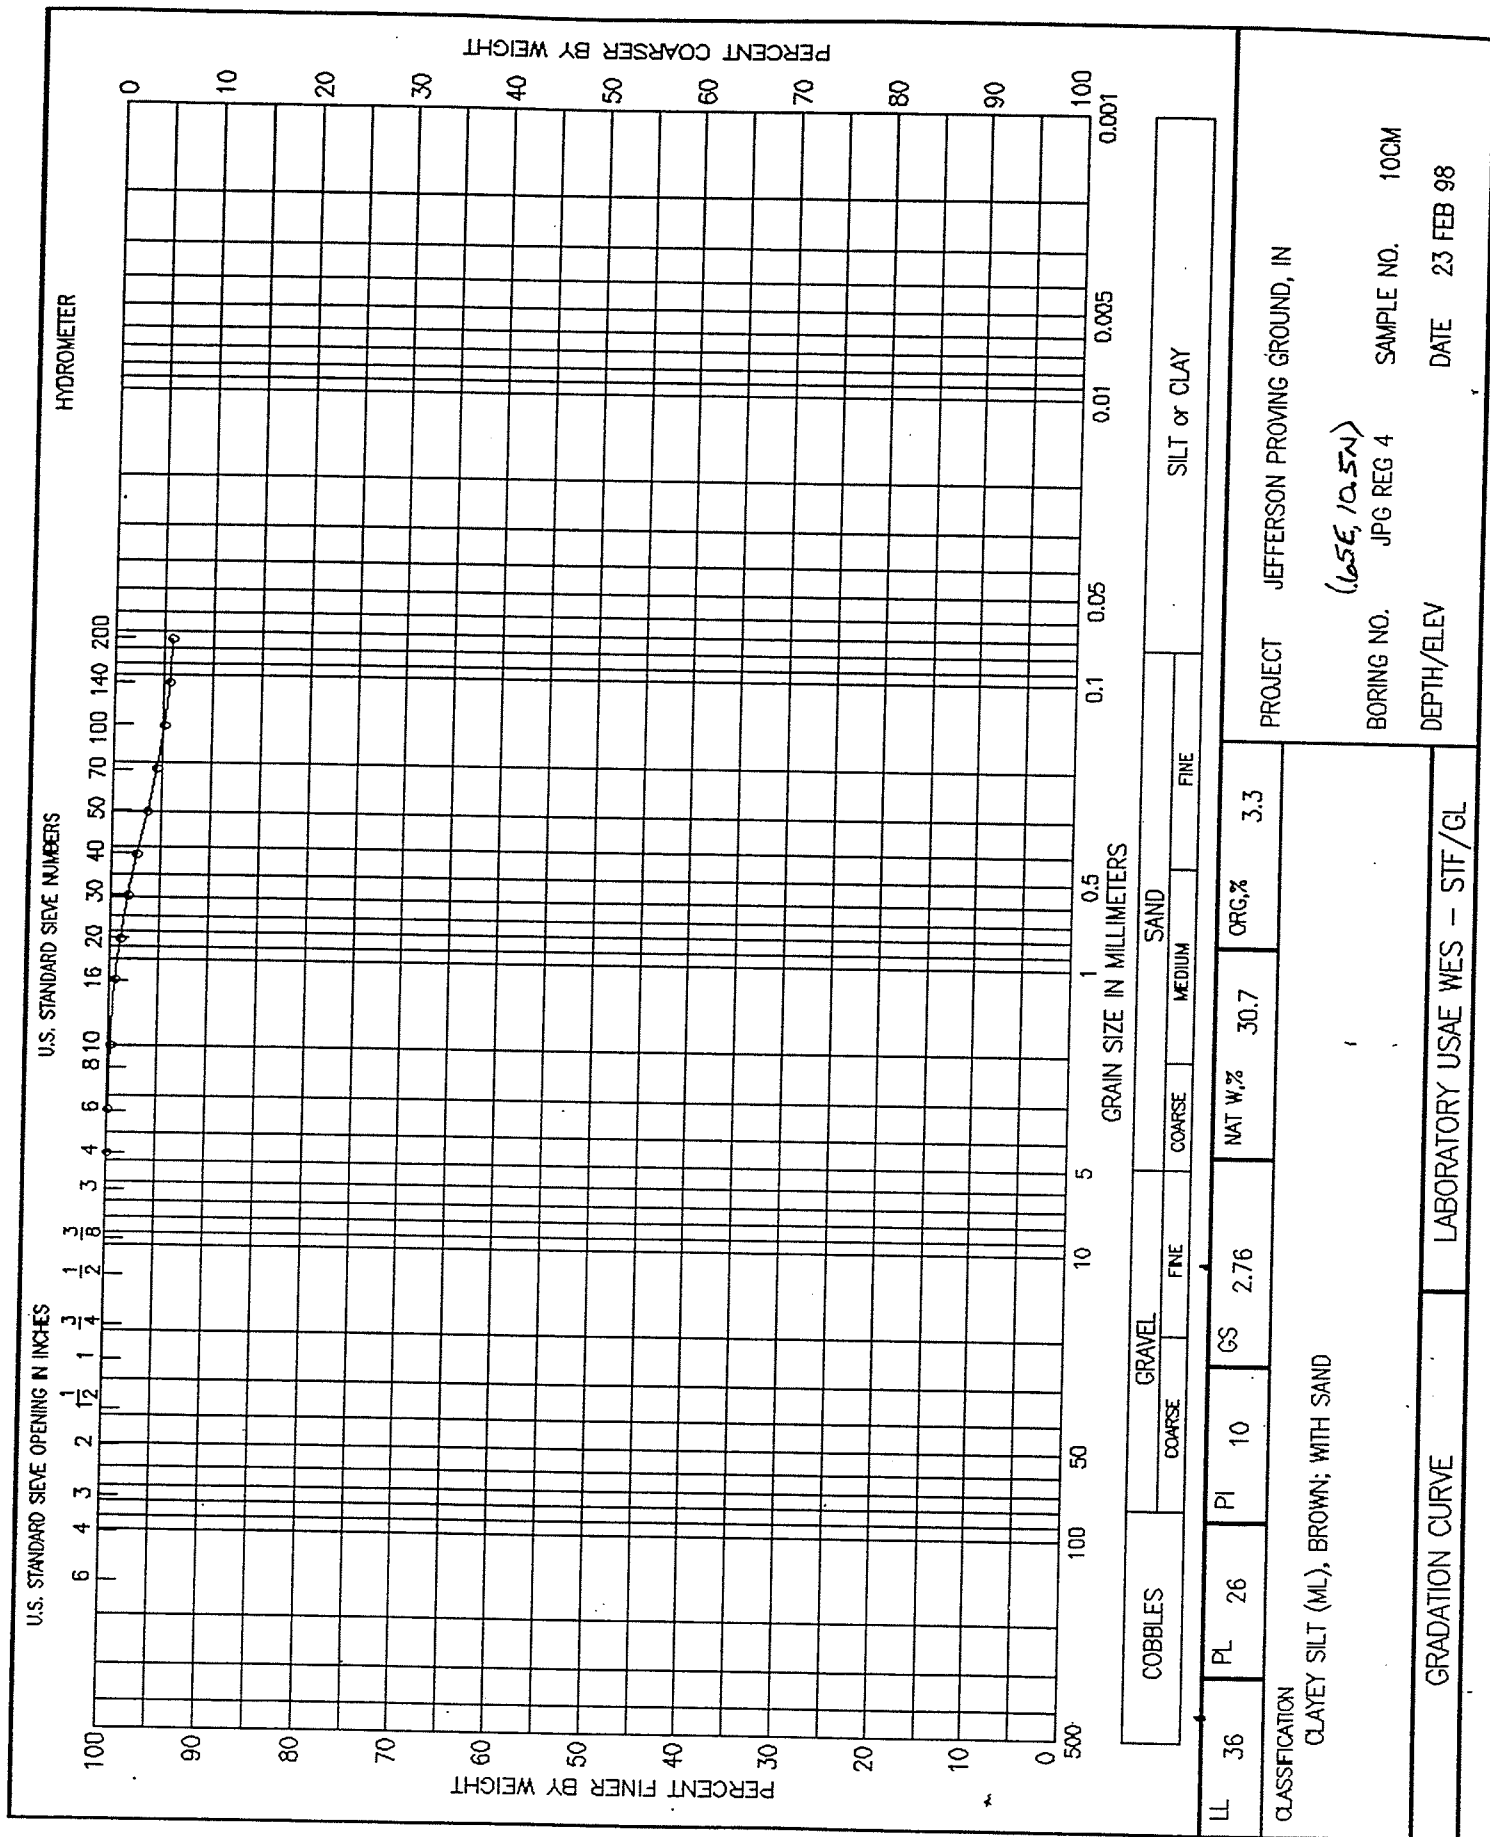 U.S. STANDARD SIEVE OPENING IN INCHES
U.S. STANDARD SIEVE NUMBERS
HYDROMETER
6 4 3 2 1½ 1 ¾ ½ ⅜ 3 4 6 8 10 16 20 30 40 50 70 100 140 200
PERCENT FINER BY WEIGHT
100
90
80
70
60
50
40
30
20
10
0
PERCENT COARSER BY WEIGHT
0
10
20
30
40
50
60
70
80
90
100
500 100 50 10 5 1 0.5 0.1 0.05 0.01 0.005 0.001
GRAIN SIZE IN MILLIMETERS
COBBLES GRAVEL SAND SILT or CLAY
COARSE FINE COARSE MEDIUM FINE
LL 36 PL 26 PI 10 GS 2.76 NAT W,% 30.7 ORG,% 3.3
CLASSIFICATION
CLAYEY SILT (ML), BROWN; WITH SAND
PROJECT JEFFERSON PROVING GROUND, IN
(.65E, 10.5N)
BORING NO. JPG REG 4 SAMPLE NO. 10CM
DEPTH/ELEV DATE 23 FEB 98
GRADATION CURVE LABORATORY USAE WES - STF/GL